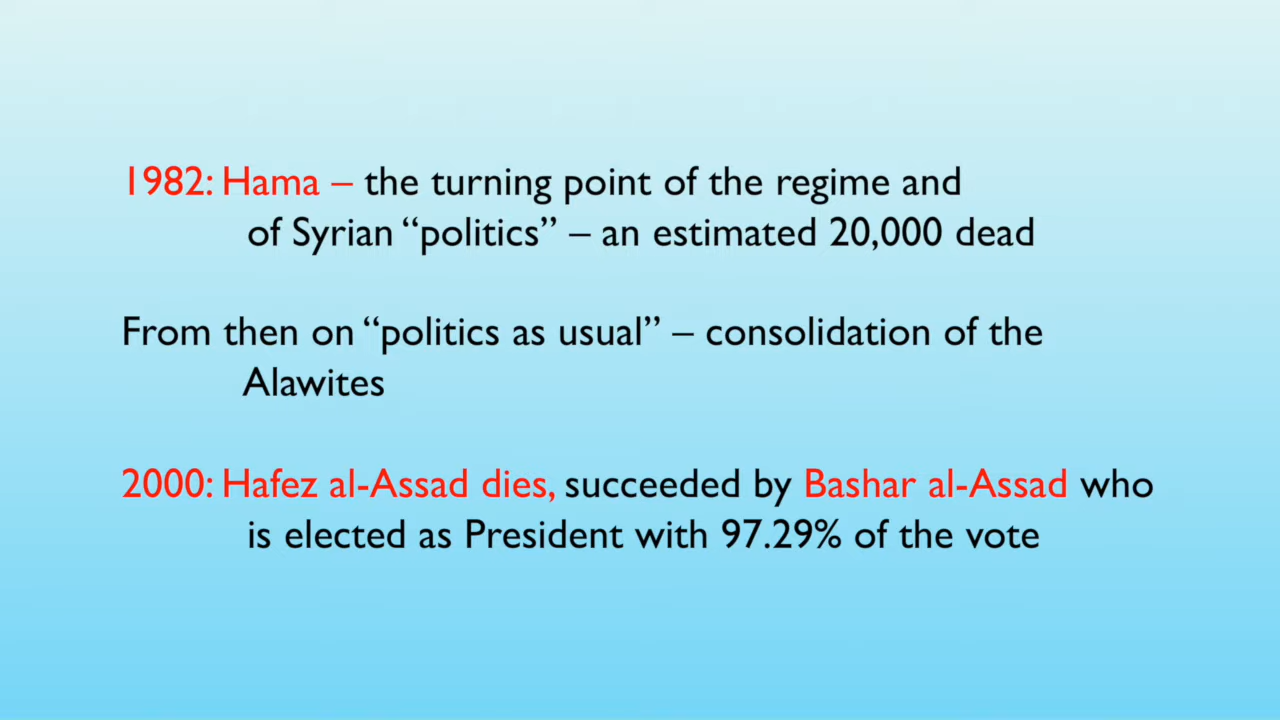 1982: Hama – the turning point of the regime and
of Syrian “politics” – an estimated 20,000 dead
From then on “politics as usual” – consolidation of the
Alawites
2000: Hafez al-Assad dies, succeeded by Bashar al-Assad who
is elected as President with 97.29% of the vote